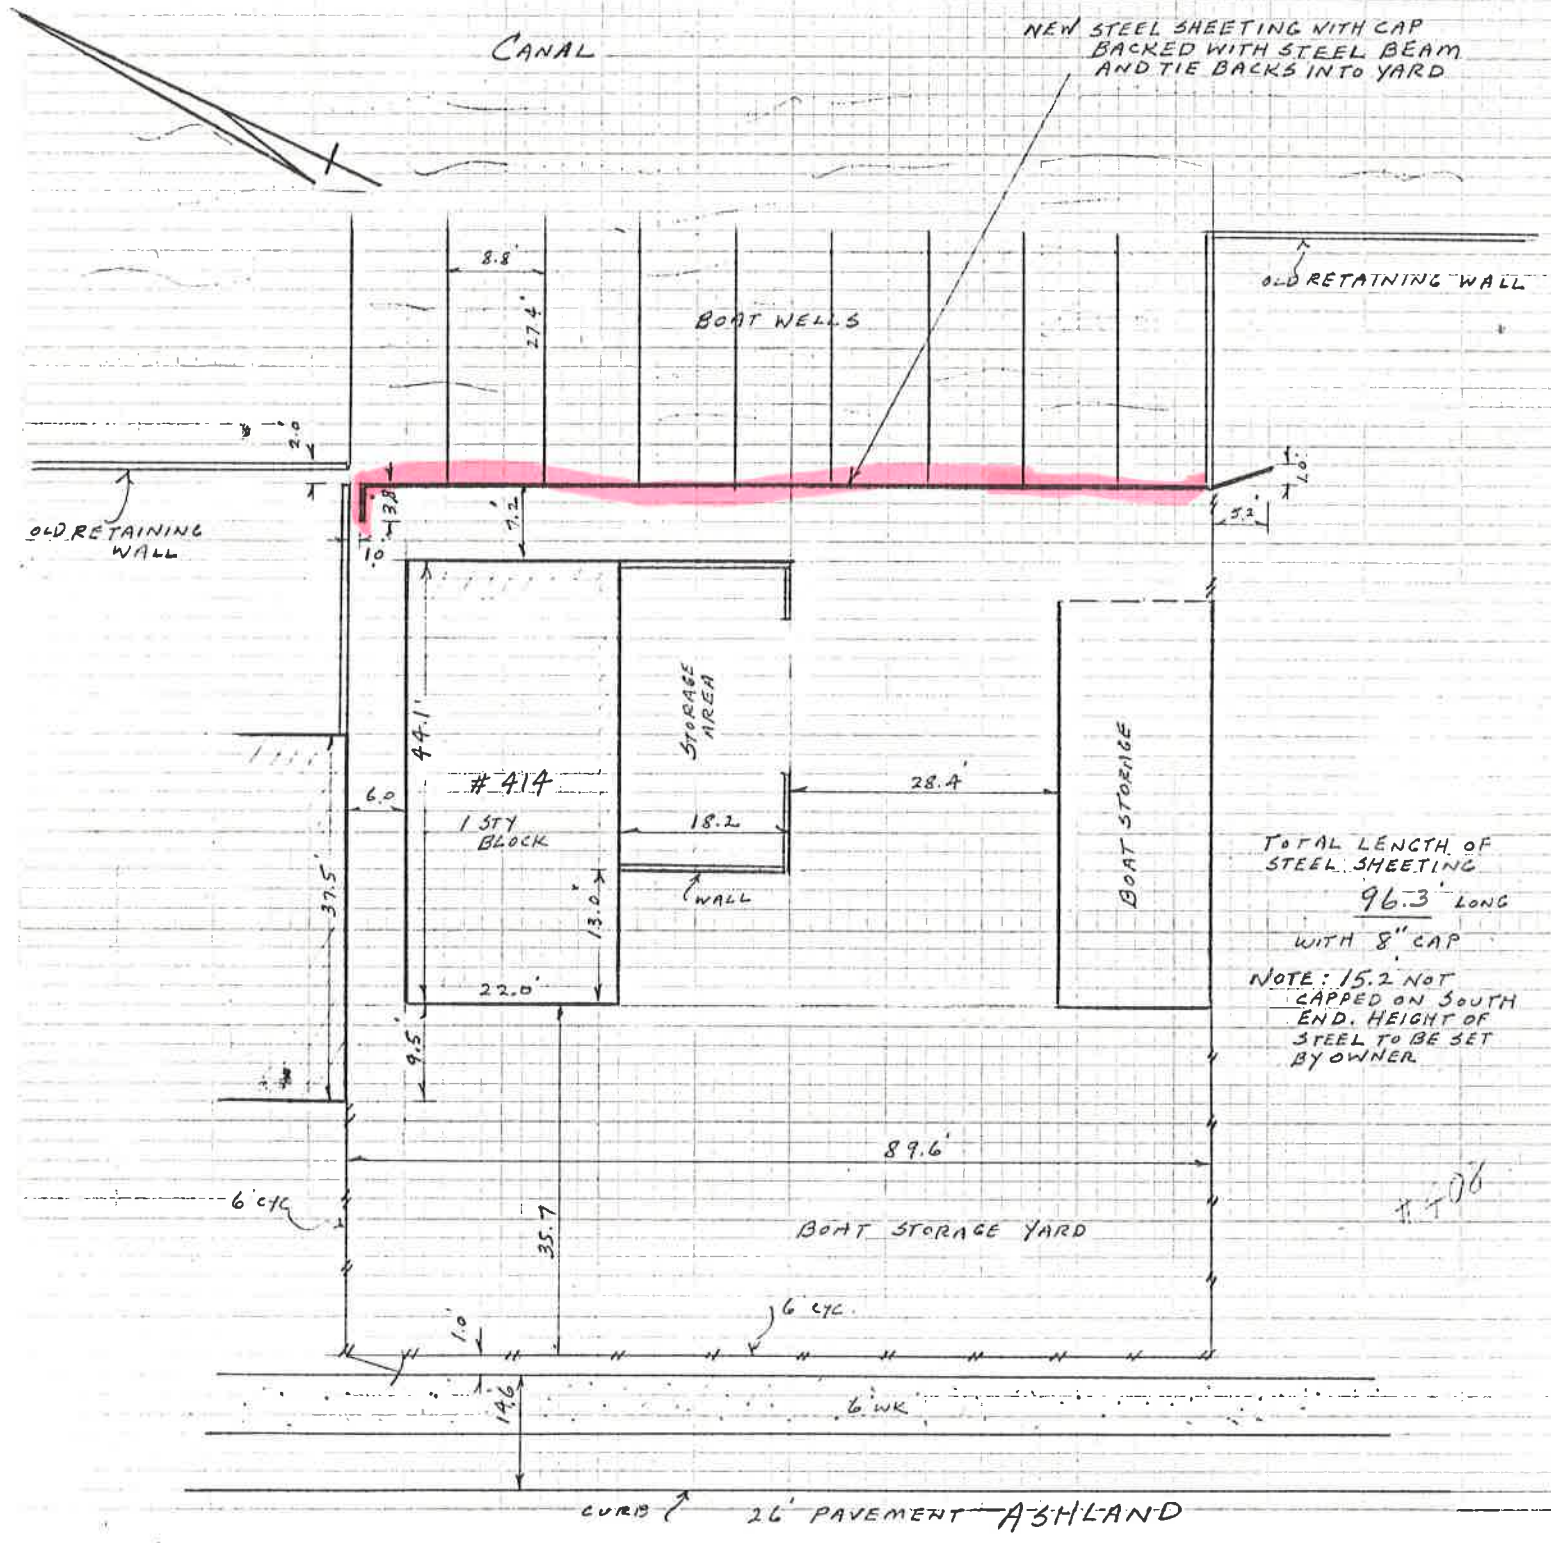 CANAL
NEW STEEL SHEETING WITH CAP
BACKED WITH STEEL BEAM
AND TIE BACKS INTO YARD
8.8'
27.4'
BOAT WELLS
OLD RETAINING WALL
2.0
OLD RETAINING
WALL
3.8'
1.0'
7.2'
5.2'
44.1'
# 414
1 STY
BLOCK
6.0
STORAGE
AREA
18.2
WALL
13.0'
28.4'
BOAT STORAGE
37.5'
22.0'
9.5'
TOTAL LENGTH OF
STEEL SHEETING
96.3' LONG
WITH 8" CAP
NOTE: 15.2' NOT
CAPPED ON SOUTH
END. HEIGHT OF
STEEL TO BE SET
BY OWNER
89.6'
6' CYC
35.7
BOAT STORAGE YARD
1.0'
6' CYC.
14.6
6' WK
CURB
26' PAVEMENT ASHLAND